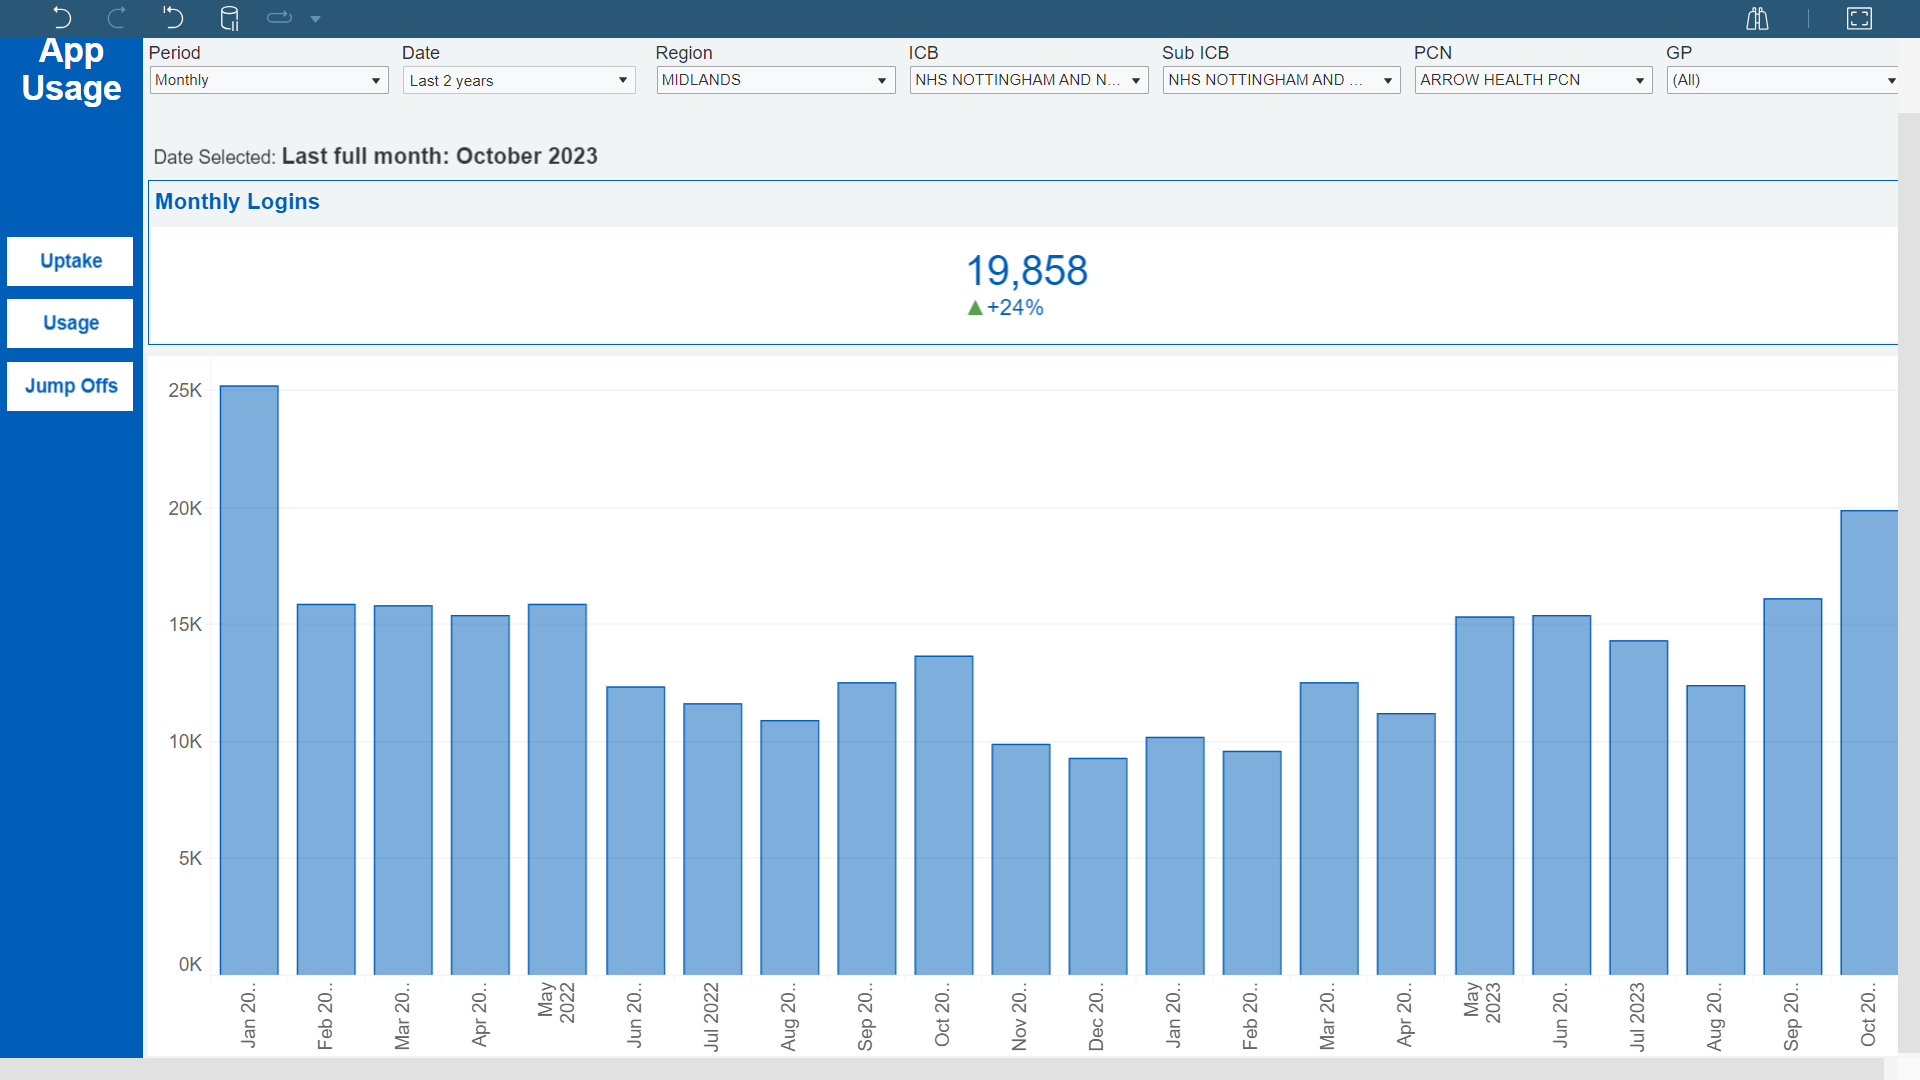 App
Usage
Period
Date
Region
ICB
Sub ICB
PCN
GP
Monthly
Last 2 years
MIDLANDS
NHS NOTTINGHAM AND N...
NHS NOTTINGHAM AND ...
ARROW HEALTH PCN
(All)
Date Selected: Last full month: October 2023
Monthly Logins
19,858
▲+24%
Uptake
Usage
Jump Offs
25K
20K
15K
10K
5K
0K
Jan 20..
Feb 20..
Mar 20..
Apr 20..
May
2022
Jun 20..
Jul 2022
Aug 20..
Sep 20..
Oct 20..
Nov 20..
Dec 20..
Jan 20..
Feb 20..
Mar 20..
Apr 20..
May
2023
Jun 20..
Jul 2023
Aug 20..
Sep 20..
Oct 20..